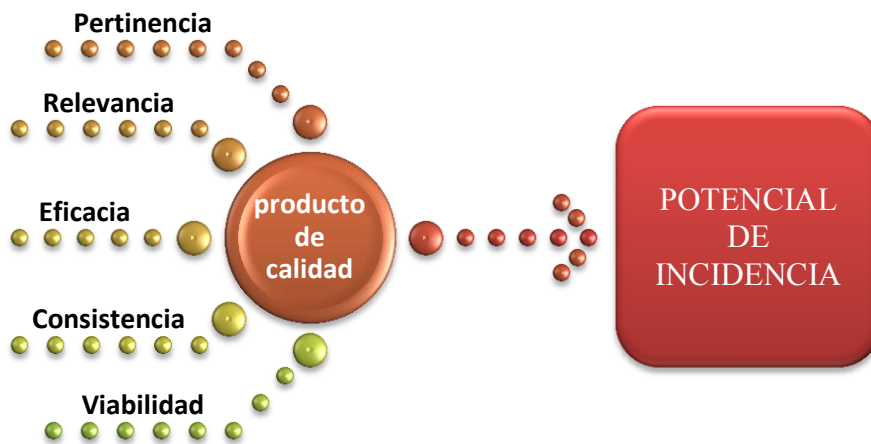 Pertinencia
Relevancia
Eficacia
Consistencia
Viabilidad
producto
de
calidad
POTENCIAL
DE
INCIDENCIA